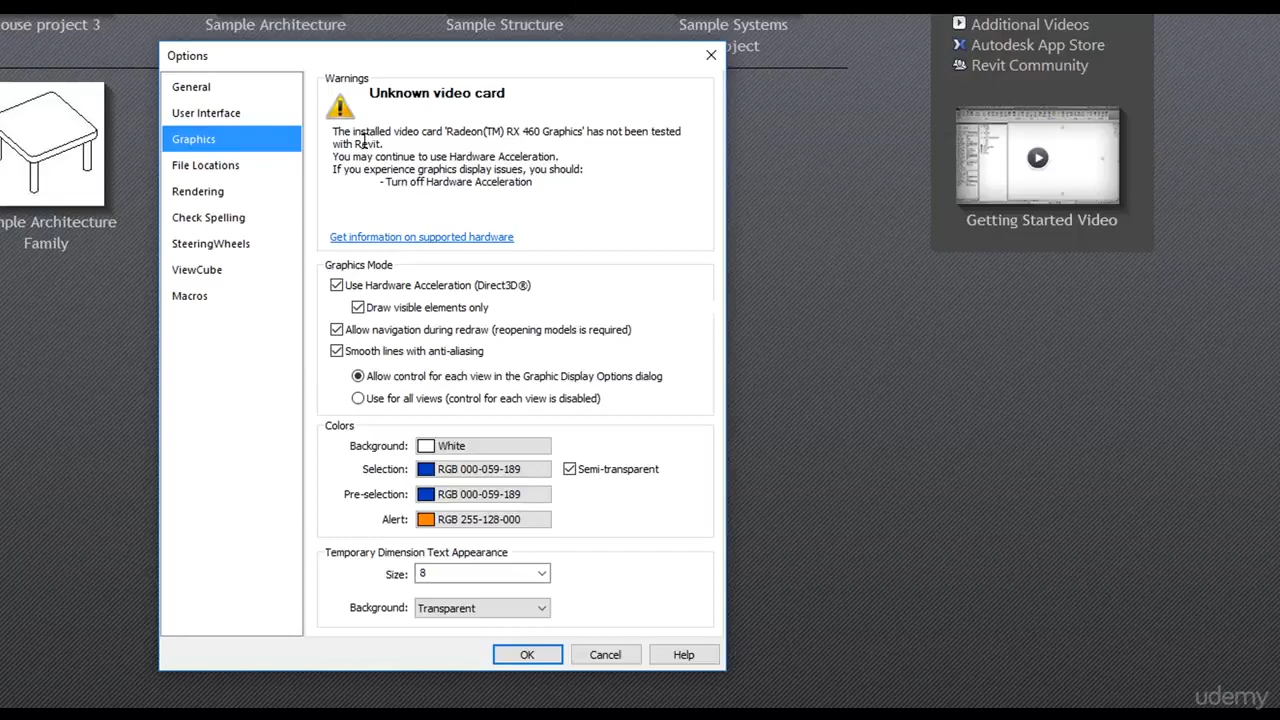 ouse project 3
Sample Architecture
Sample Structure
Sample Systems
oject
Additional Videos
Autodesk App Store
Revit Community
Getting Started Video
mple Architecture
Family
Options
General
User Interface
Graphics
File Locations
Rendering
Check Spelling
SteeringWheels
ViewCube
Macros
Warnings
Unknown video card
The installed video card 'Radeon(TM) RX 460 Graphics' has not been tested
with Revit.
You may continue to use Hardware Acceleration.
If you experience graphics display issues, you should:
- Turn off Hardware Acceleration
Get information on supported hardware
Graphics Mode
Use Hardware Acceleration (Direct3D®)
Draw visible elements only
Allow navigation during redraw (reopening models is required)
Smooth lines with anti-aliasing
Allow control for each view in the Graphic Display Options dialog
Use for all views (control for each view is disabled)
Colors
Background: White
Selection: RGB 000-059-189 Semi-transparent
Pre-selection: RGB 000-059-189
Alert: RGB 255-128-000
Temporary Dimension Text Appearance
Size: 8
Background: Transparent
OK Cancel Help
udemy